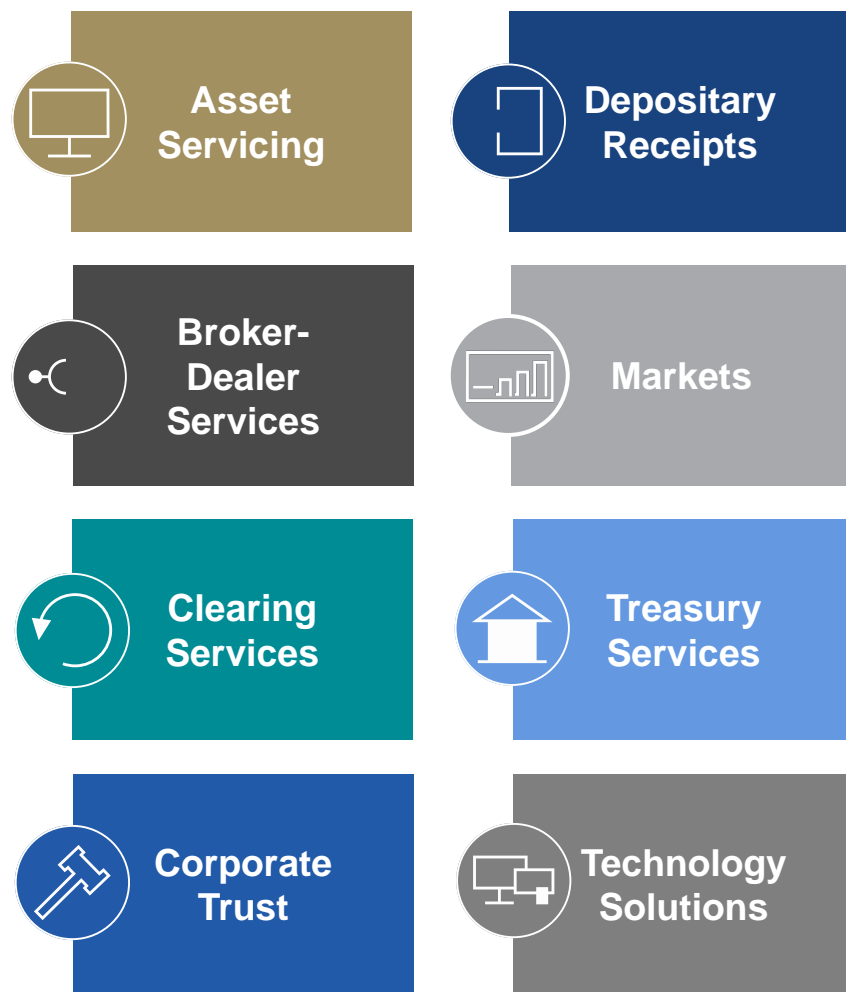 Asset
Servicing
Depositary
Receipts
Broker-
Dealer
Services
Markets
Clearing
Services
Treasury
Services
Corporate
Trust
Technology
Solutions